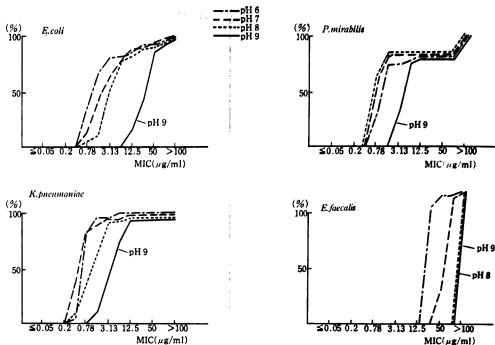 pH 6
pH 7
pH 8
pH 9
(%)
E.coli
100
50
pH 9
≦0.05 0.2 0.78 3.13 12.5 50 >100
MIC(μg/ml)
(%)
P.mirabilis
100
50
pH 9
≦0.05 0.2 0.78 3.13 12.5 50 >100
MIC(μg/ml)
(%)
K.pneumoniae
100
50
pH 9
≦0.05 0.2 0.78 3.13 12.5 50 >100
MIC(μg/ml)
(%)
E.faecalis
100
50
pH 9
pH 8
≦0.05 0.2 0.78 3.13 12.5 50 >100
MIC(μg/ml)